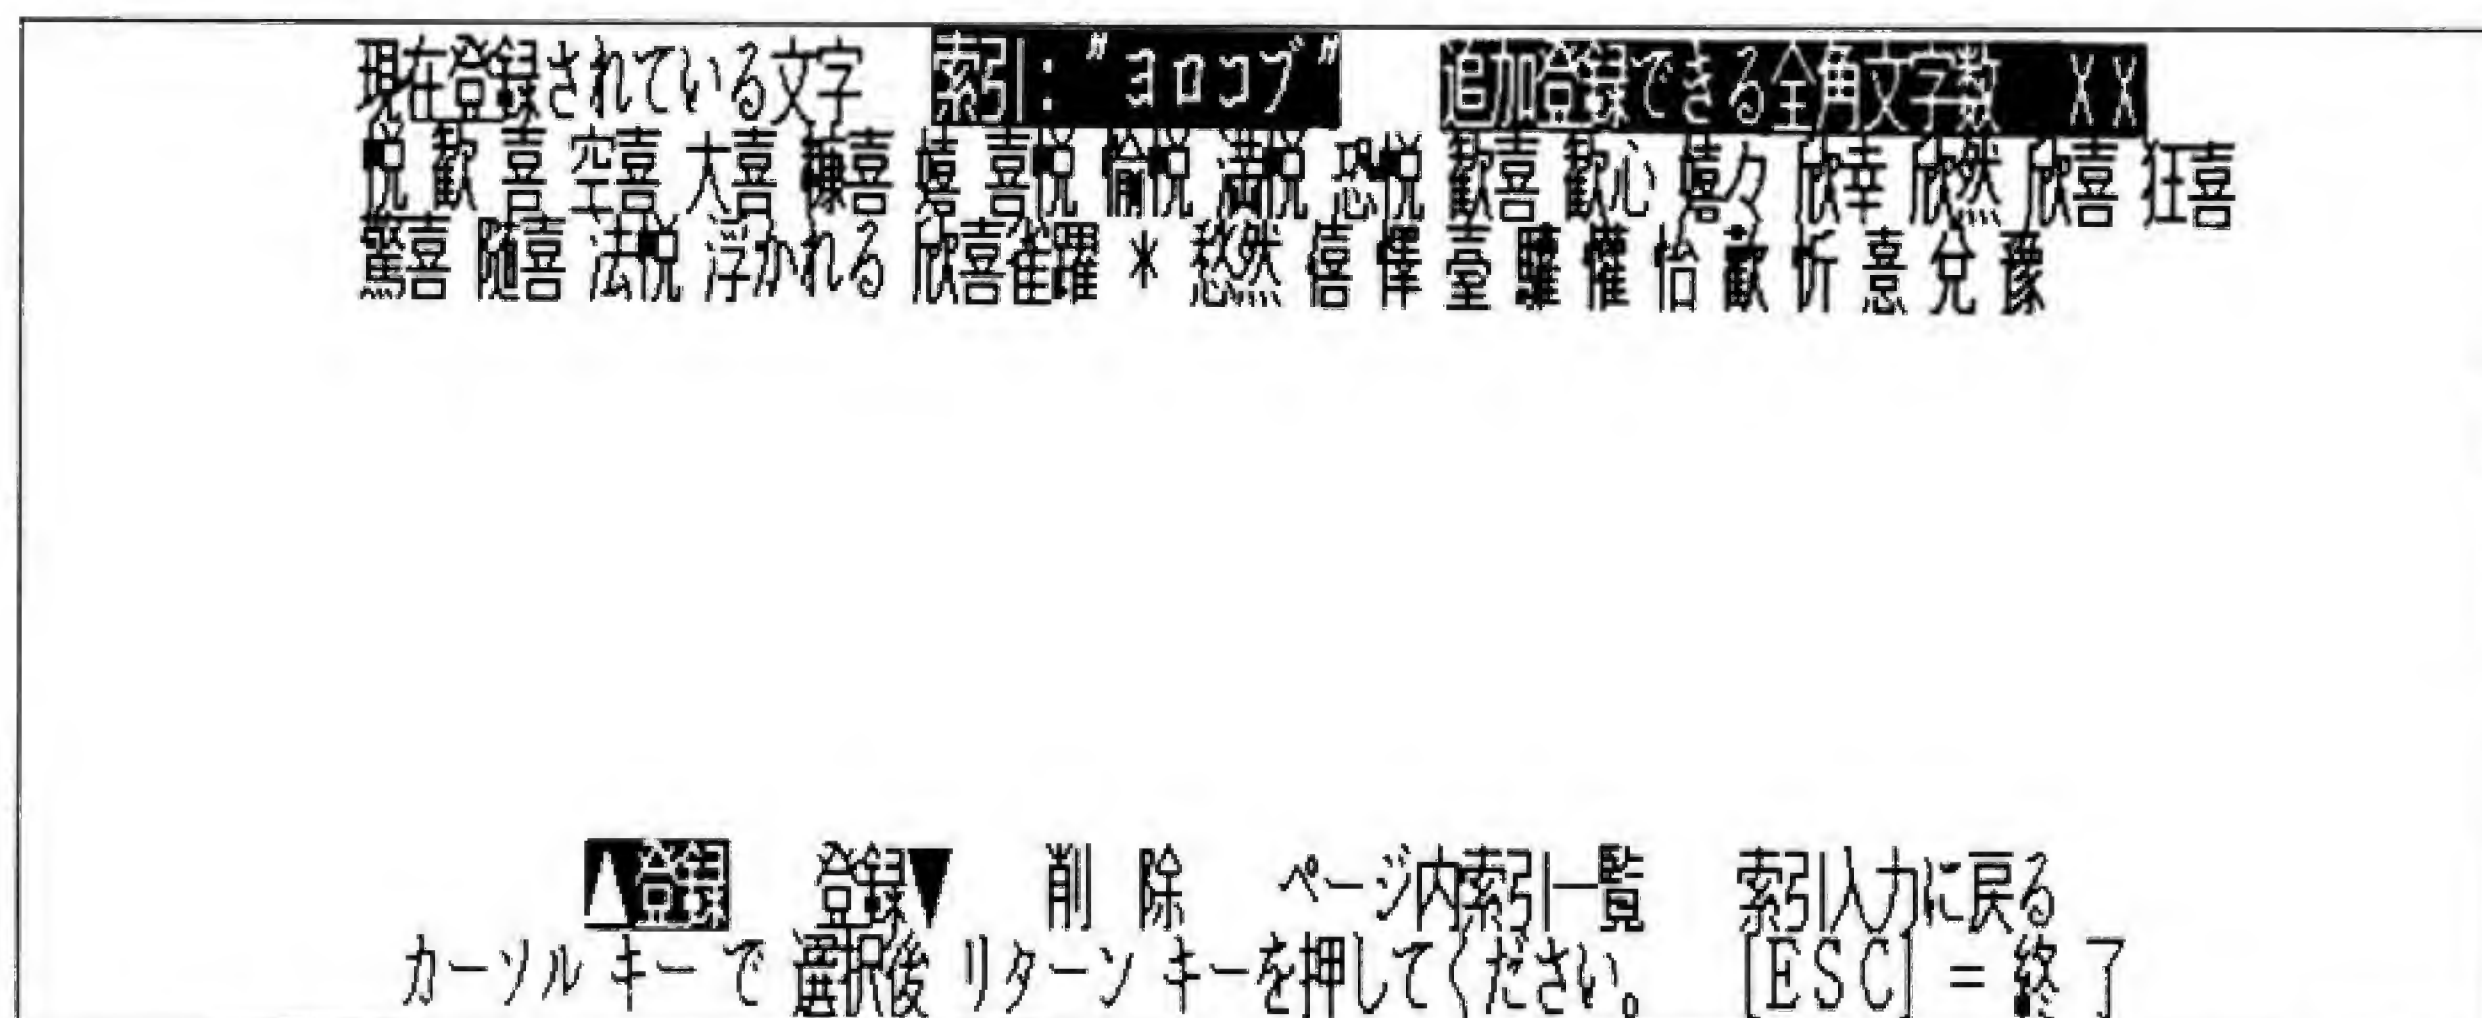 現在登録されている文字 索引："ヨロコブ" 追加登録できる全角文字数 XX
悦 歓 喜 空喜 大喜 糠喜 嬉 喜悦 愉悦 満悦 恐悦 歓喜 歓心 嬉々 欣幸 欣然 欣喜 狂喜
驚喜 随喜 法悦 浮かれる 欣喜雀躍 * 愁然 僖 懌 臺 驩 懽 怡 歡 忻 憙 兌 豫
▲登録 登録▼ 削 除 ページ内索引一覧 索引入力に戻る
カーソル キー で 選択後 リターン キーを押してください。 [ESC] = 終 了